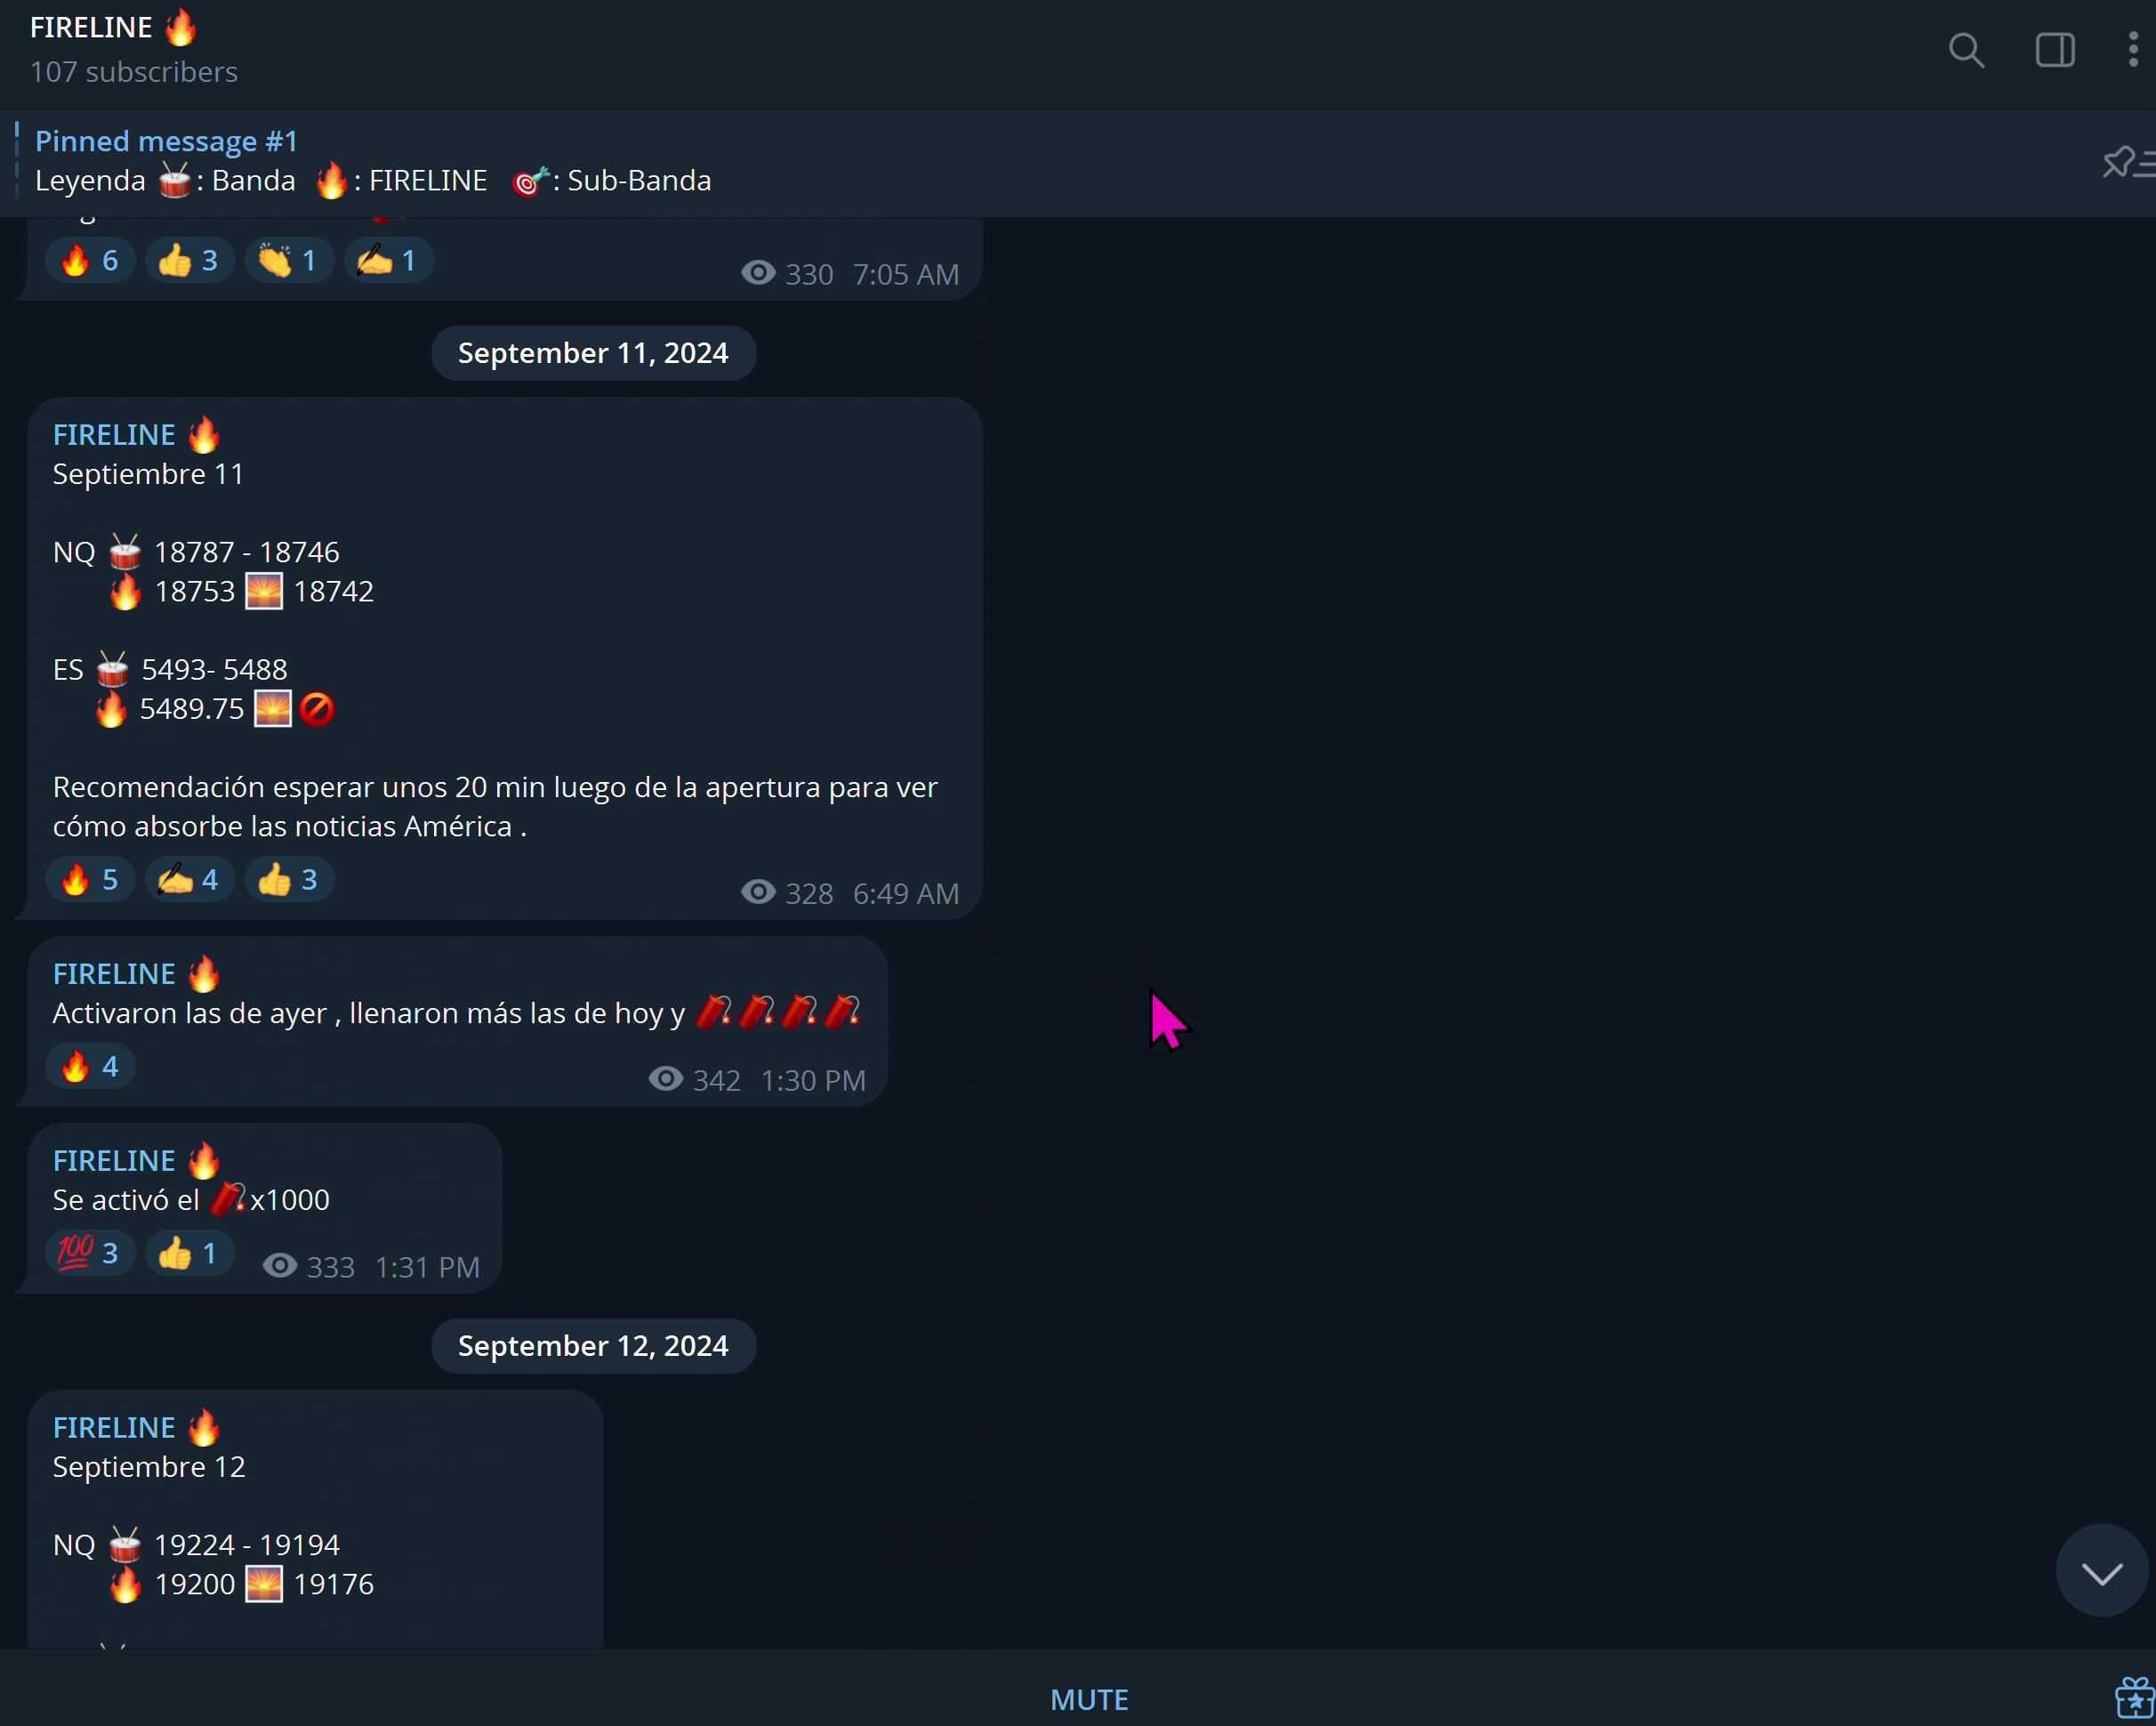 FIRELINE 🔥
107 subscribers
Pinned message #1
Leyenda 🥁: Banda 🔥: FIRELINE 🎯: Sub-Banda
🔥 6 👍 3 👏 1 ✍️ 1 330 7:05 AM
September 11, 2024
FIRELINE 🔥
Septiembre 11
NQ 🥁 18787 - 18746
🔥 18753 🌅 18742
ES 🥁 5493- 5488
🔥 5489.75 🌅🚫
Recomendación esperar unos 20 min luego de la apertura para ver
cómo absorbe las noticias América .
🔥 5 ✍️ 4 👍 3 328 6:49 AM
FIRELINE 🔥
Activaron las de ayer , llenaron más las de hoy y 🧨🧨🧨🧨
🔥 4 342 1:30 PM
FIRELINE 🔥
Se activó el 🧨x1000
💯 3 👍 1 333 1:31 PM
September 12, 2024
FIRELINE 🔥
Septiembre 12
NQ 🥁 19224 - 19194
🔥 19200 🌅 19176
MUTE